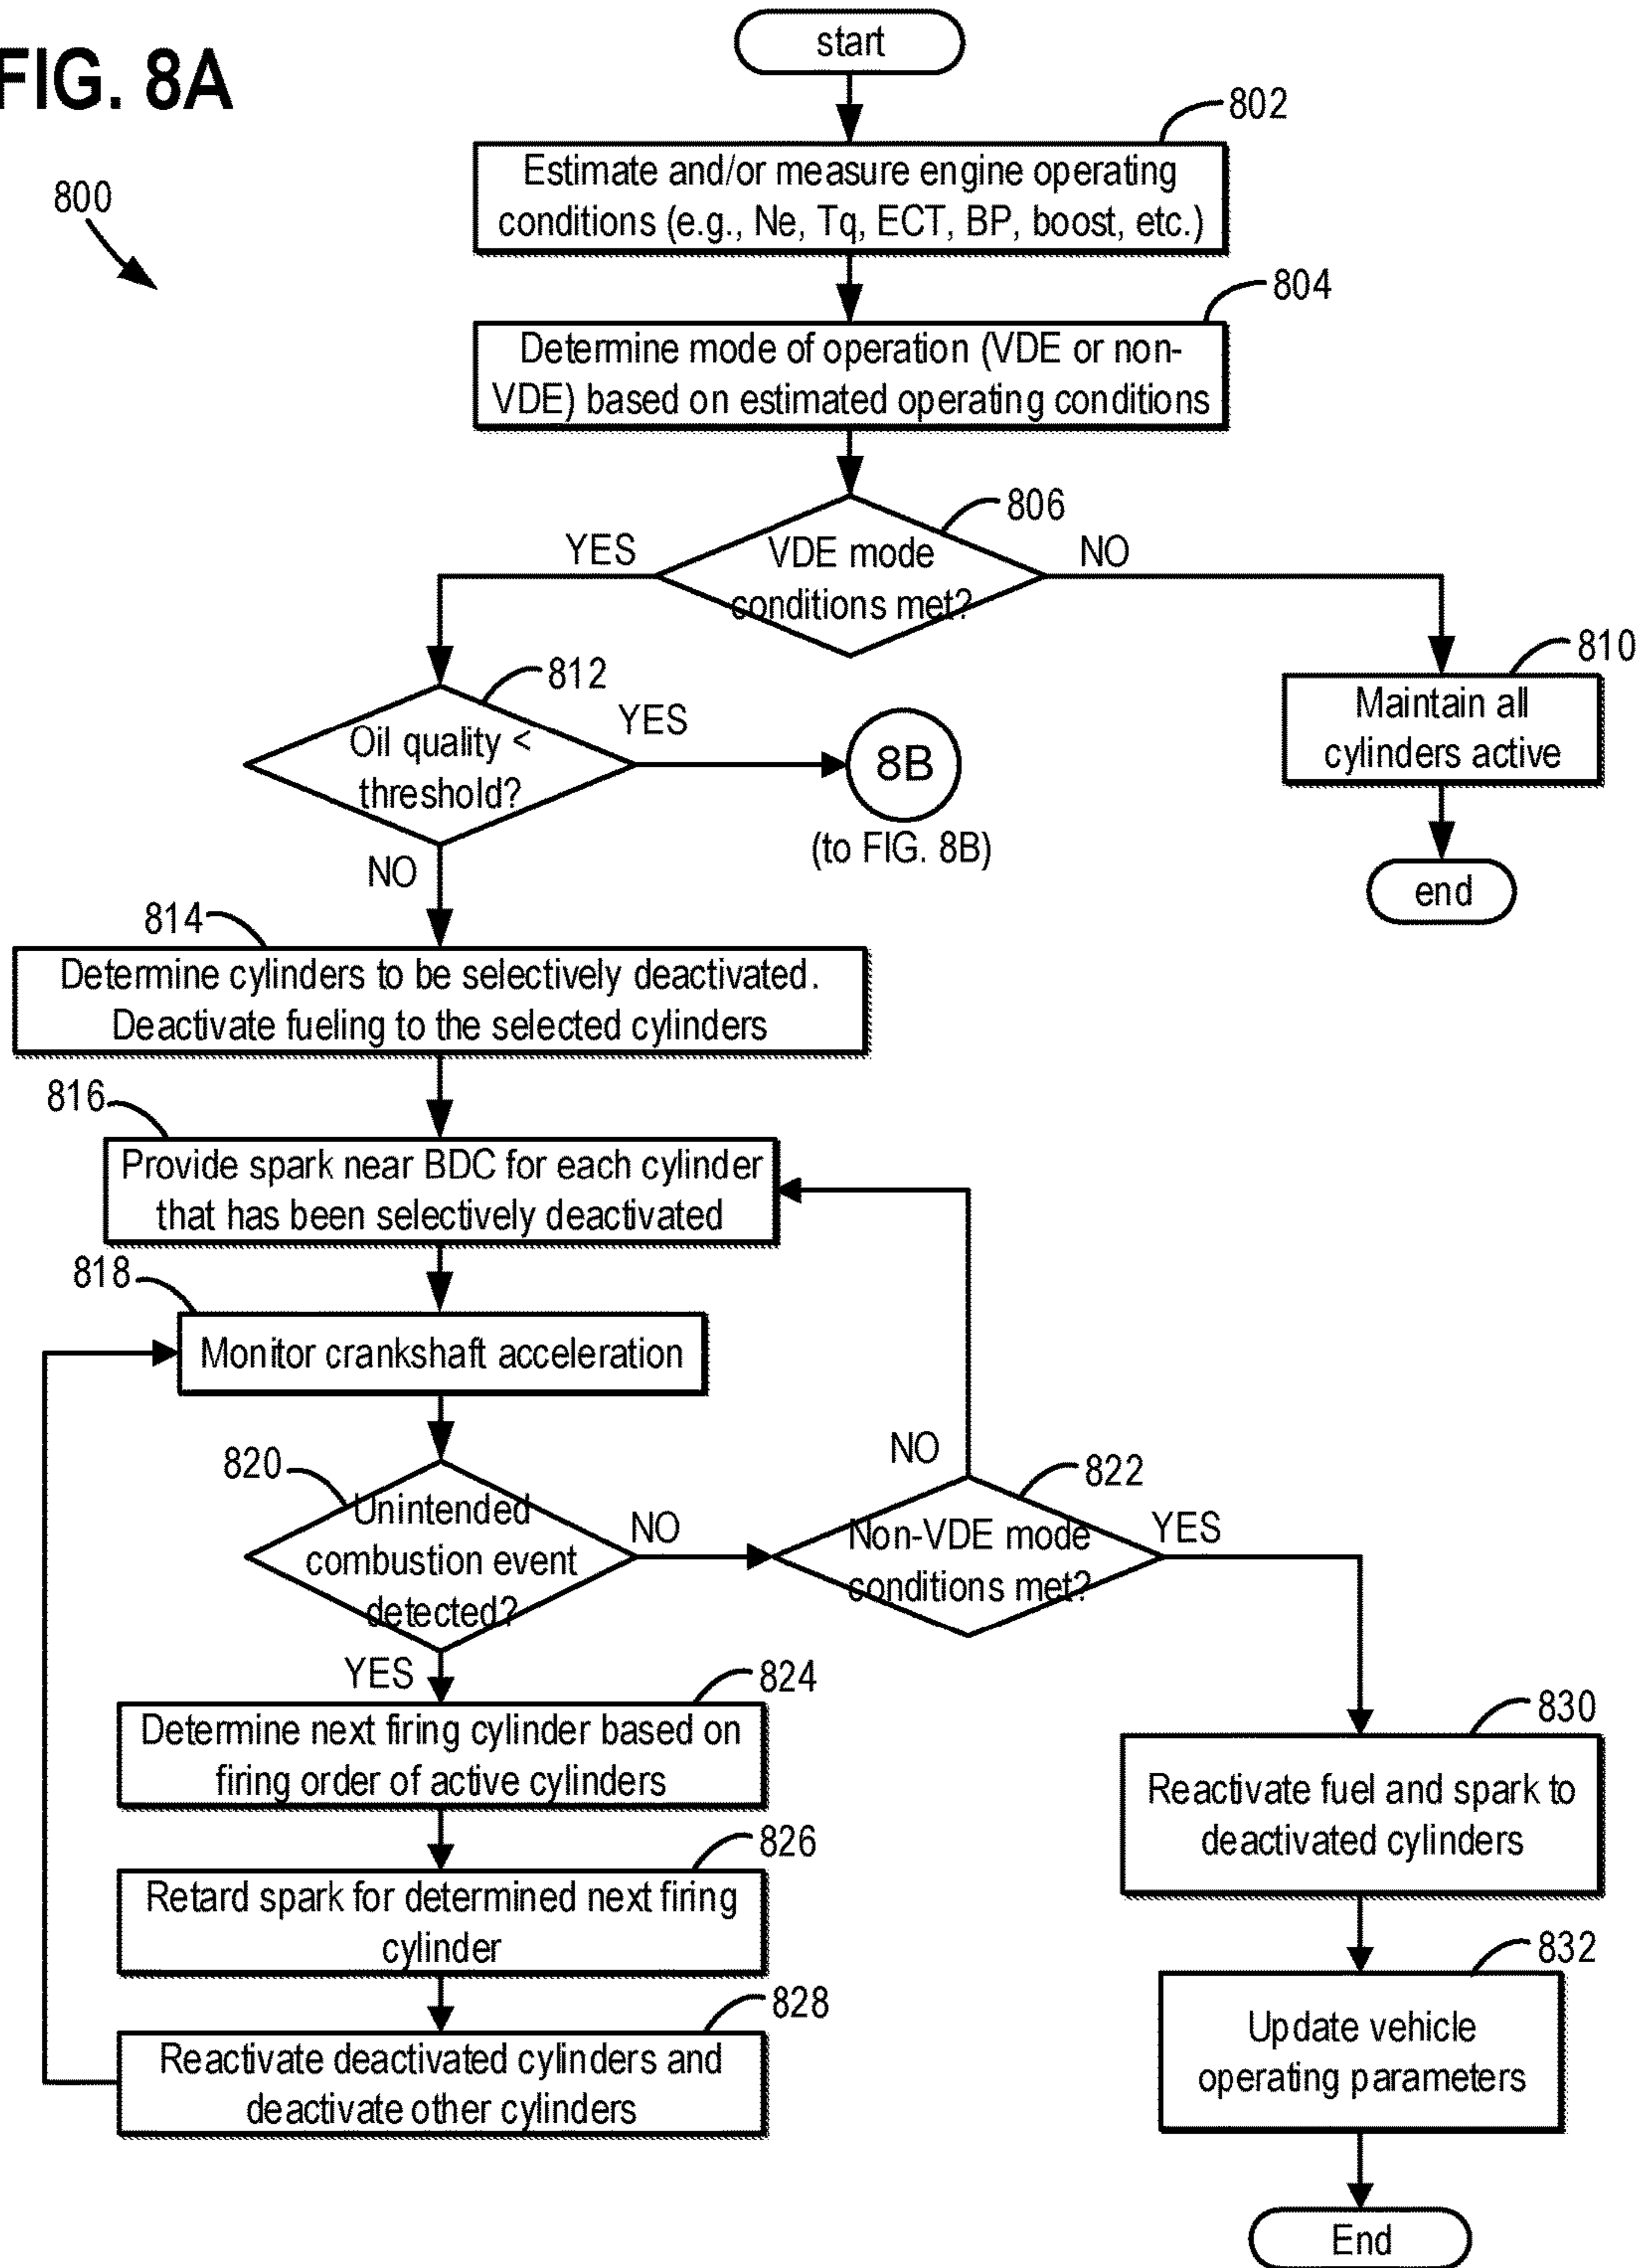 FIG. 8A
800
start
802
Estimate and/or measure engine operating
conditions (e.g., Ne, Tq, ECT, BP, boost, etc.)
804
Determine mode of operation (VDE or non-
VDE) based on estimated operating conditions
806
VDE mode
conditions met?
YES
NO
810
Maintain all
cylinders active
end
812
Oil quality <
threshold?
YES
8B
(to FIG. 8B)
NO
814
Determine cylinders to be selectively deactivated.
Deactivate fueling to the selected cylinders
816
Provide spark near BDC for each cylinder
that has been selectively deactivated
818
Monitor crankshaft acceleration
820
Unintended
combustion event
detected?
NO
822
Non-VDE mode
conditions met?
NO
YES
YES
824
Determine next firing cylinder based on
firing order of active cylinders
826
Retard spark for determined next firing
cylinder
828
Reactivate deactivated cylinders and
deactivate other cylinders
830
Reactivate fuel and spark to
deactivated cylinders
832
Update vehicle
operating parameters
End